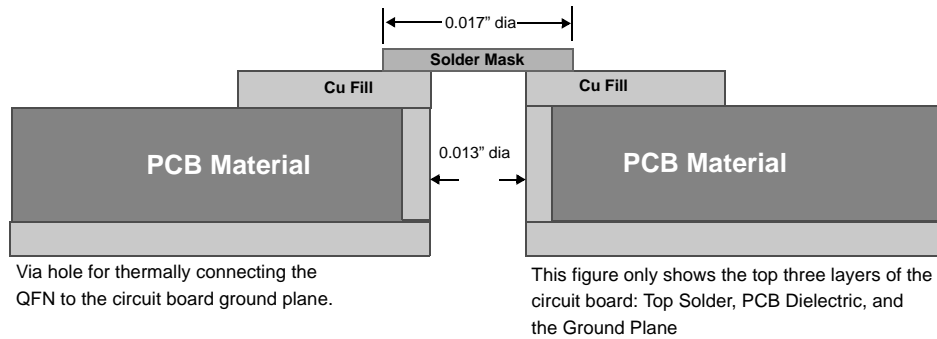 0.017” dia
Solder Mask
Cu Fill
Cu Fill
PCB Material
0.013” dia
PCB Material
Via hole for thermally connecting the
QFN to the circuit board ground plane.
This figure only shows the top three layers of the
circuit board: Top Solder, PCB Dielectric, and
the Ground Plane